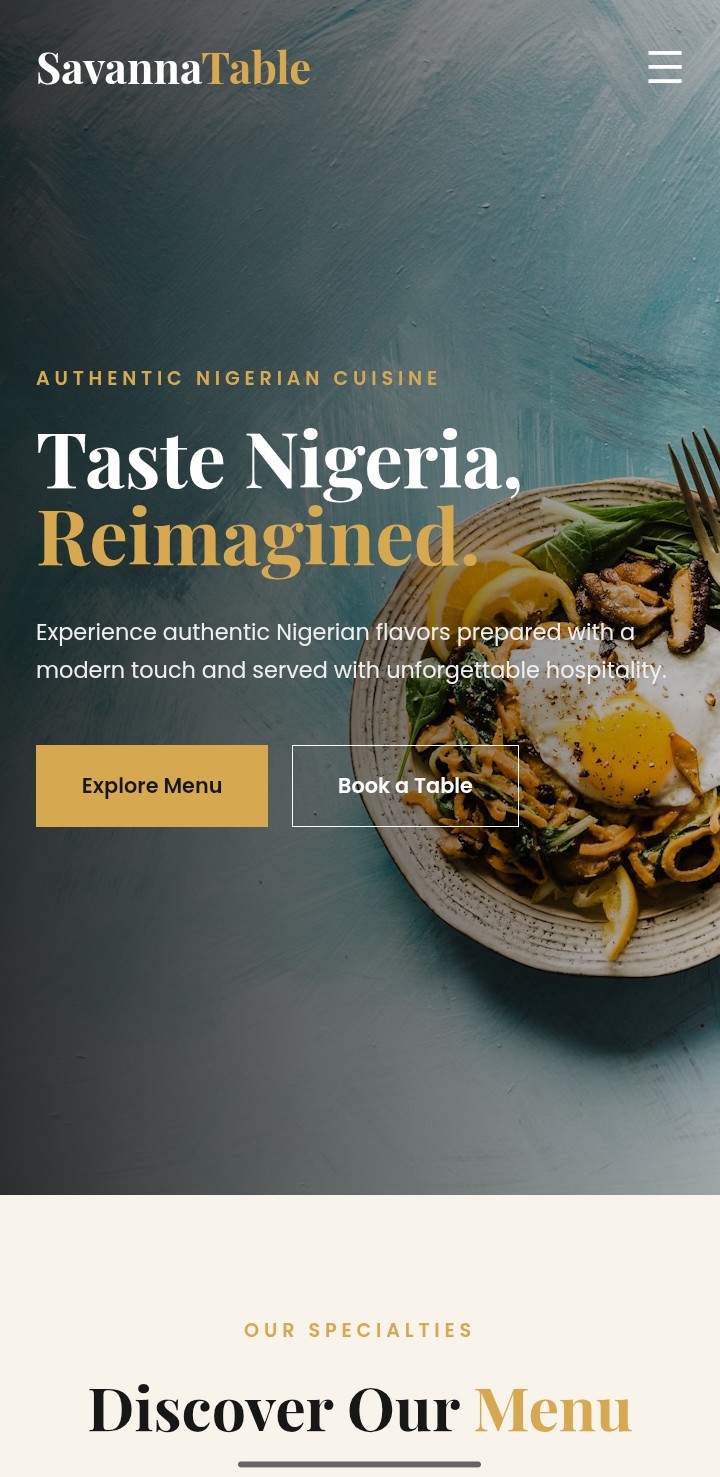 SavannaTable
AUTHENTIC NIGERIAN CUISINE
Taste Nigeria,
Reimagined.
Experience authentic Nigerian flavors prepared with a
modern touch and served with unforgettable hospitality.
Explore Menu
Book a Table
OUR SPECIALTIES
Discover Our Menu